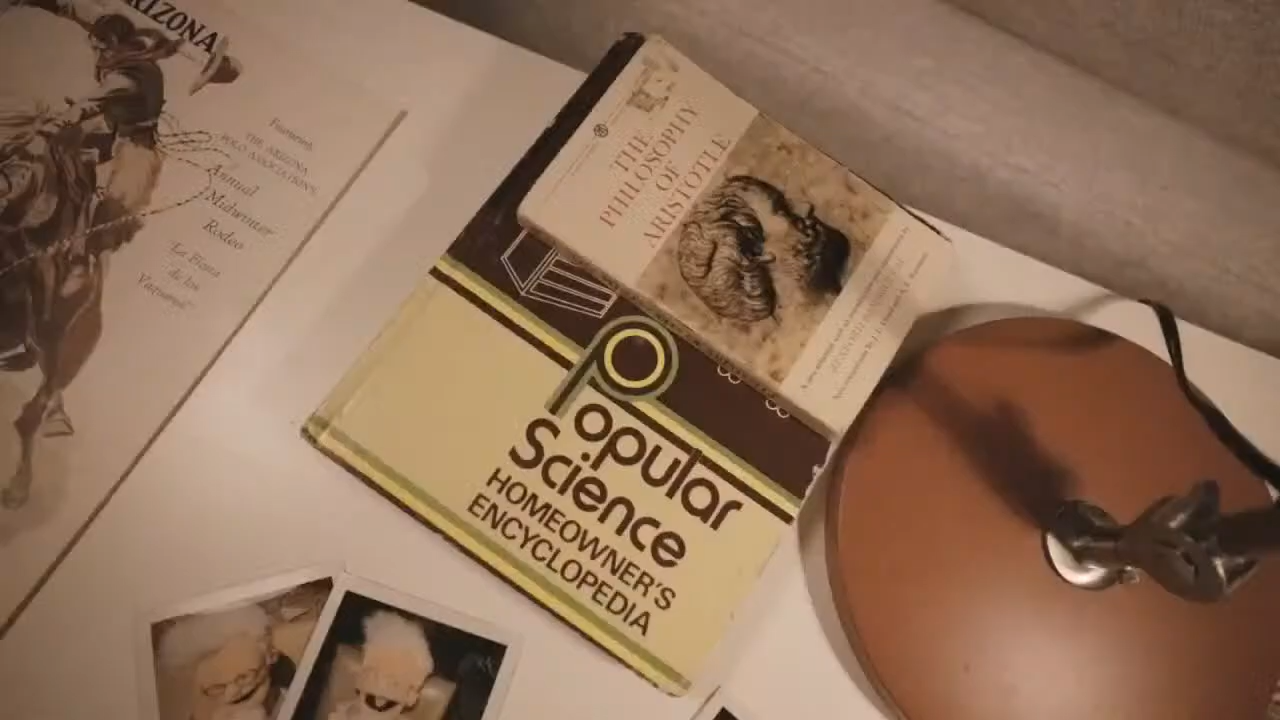 ARIZONA
Featuring
THE ARIZONA
POLO ASSOCIATIONS
Annual
Midwinter
Rodeo
"La Fiesta
de los
Vaqueros"
THE
PHILOSOPHY
OF
ARISTOTLE
Popular
Science
HOMEOWNER'S
ENCYCLOPEDIA